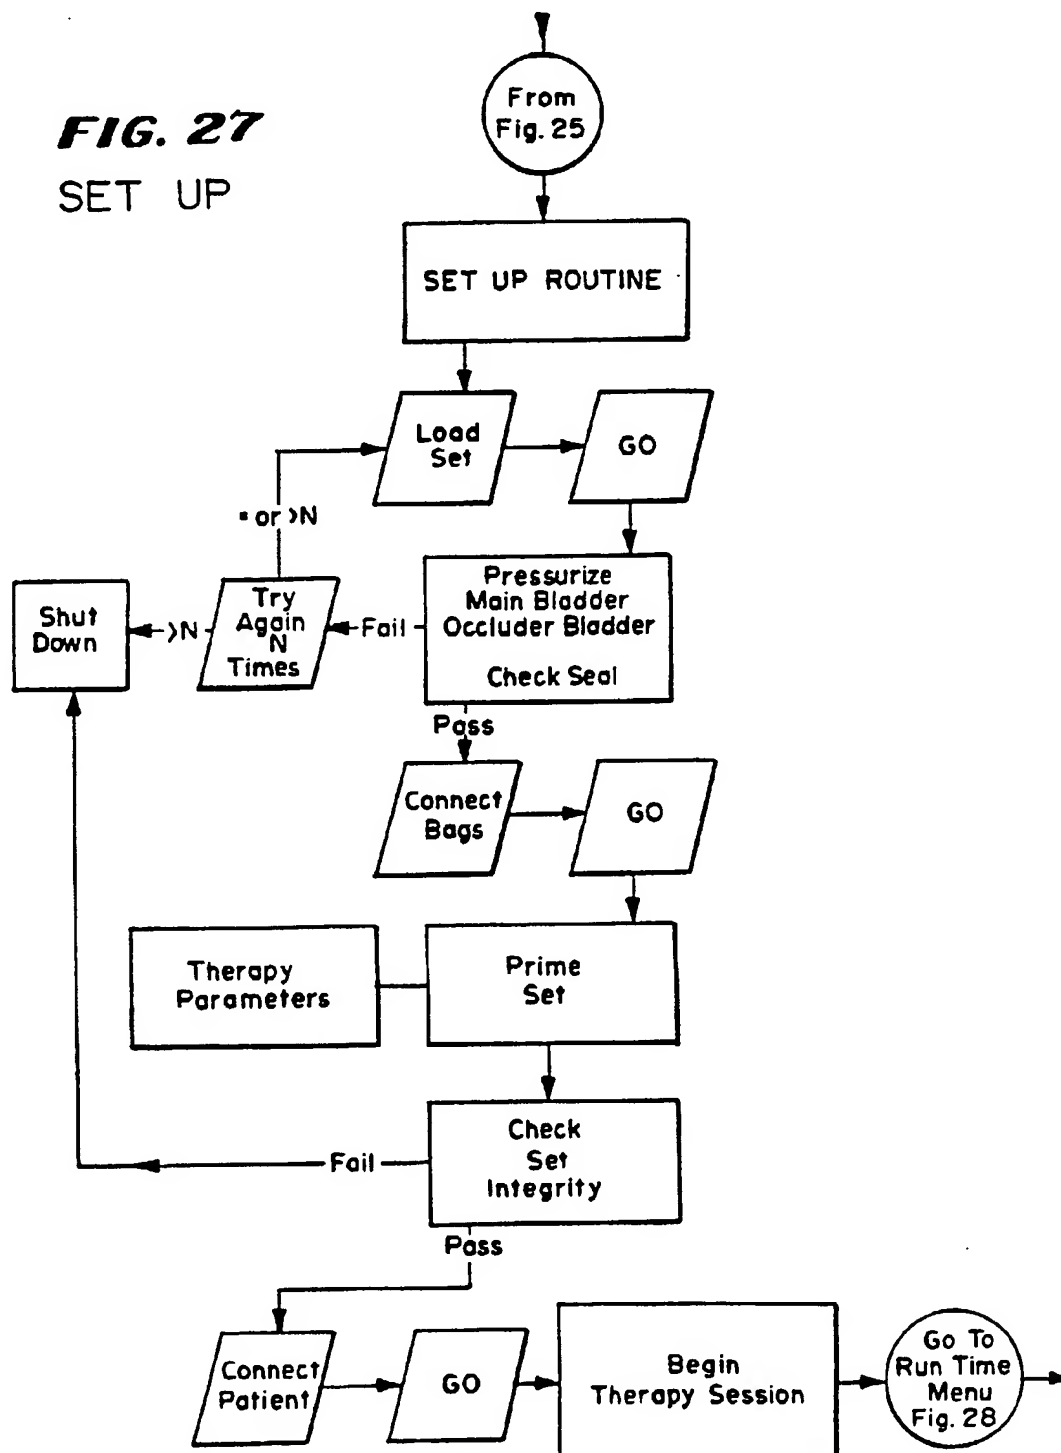 From
Fig. 25
FIG. 27
SET UP
SET UP ROUTINE
Load
Set
GO
= or >N
Pressurize
Main Bladder
Occluder Bladder
Check Seal
Fail
Try
Again
N
Times
>N
Shut
Down
Pass
Connect
Bags
GO
Therapy
Parameters
Prime
Set
Check
Set
Integrity
Fail
Pass
Connect
Patient
GO
Begin
Therapy Session
Go To
Run Time
Menu
Fig. 28